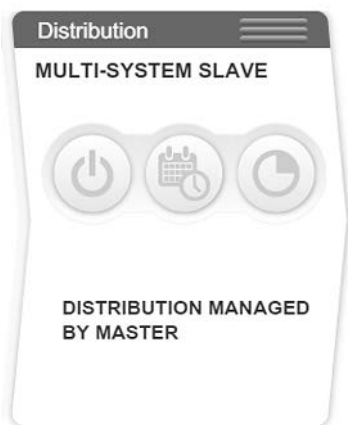 Distribution
MULTI-SYSTEM SLAVE
DISTRIBUTION MANAGED
BY MASTER